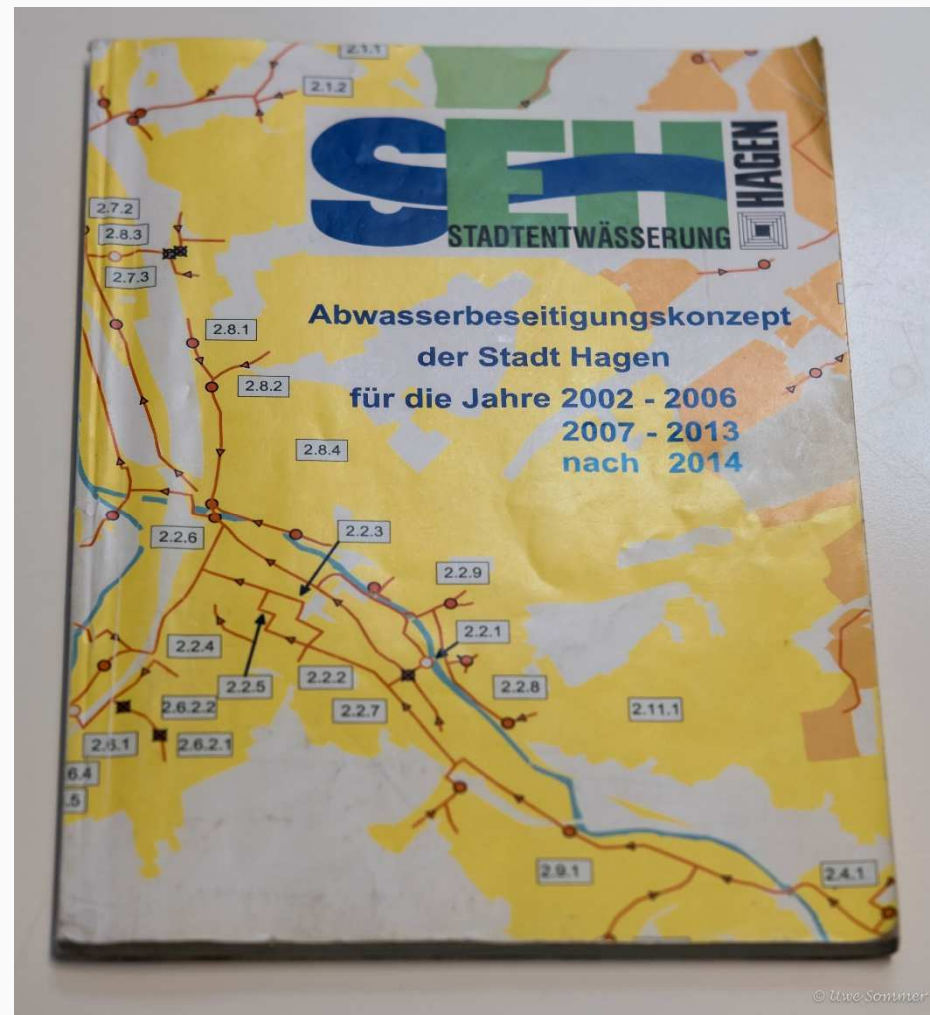 2.1.1
2.1.2
SEH
HAGEN
STADTENTWÄSSERUNG
2.7.2
2.8.3
2.7.3
Abwasserbeseitigungskonzept
der Stadt Hagen
für die Jahre 2002 - 2006
2007 - 2013
nach 2014
2.8.1
2.8.2
2.8.4
2.2.6
2.2.3
2.2.9
2.2.1
2.2.4
2.2.5
2.2.2
2.2.8
2.6.2.2
2.2.7
2.11.1
2.6.1
2.6.2.1
6.4
.5
2.9.1
2.4.1
© Uwe Sommer